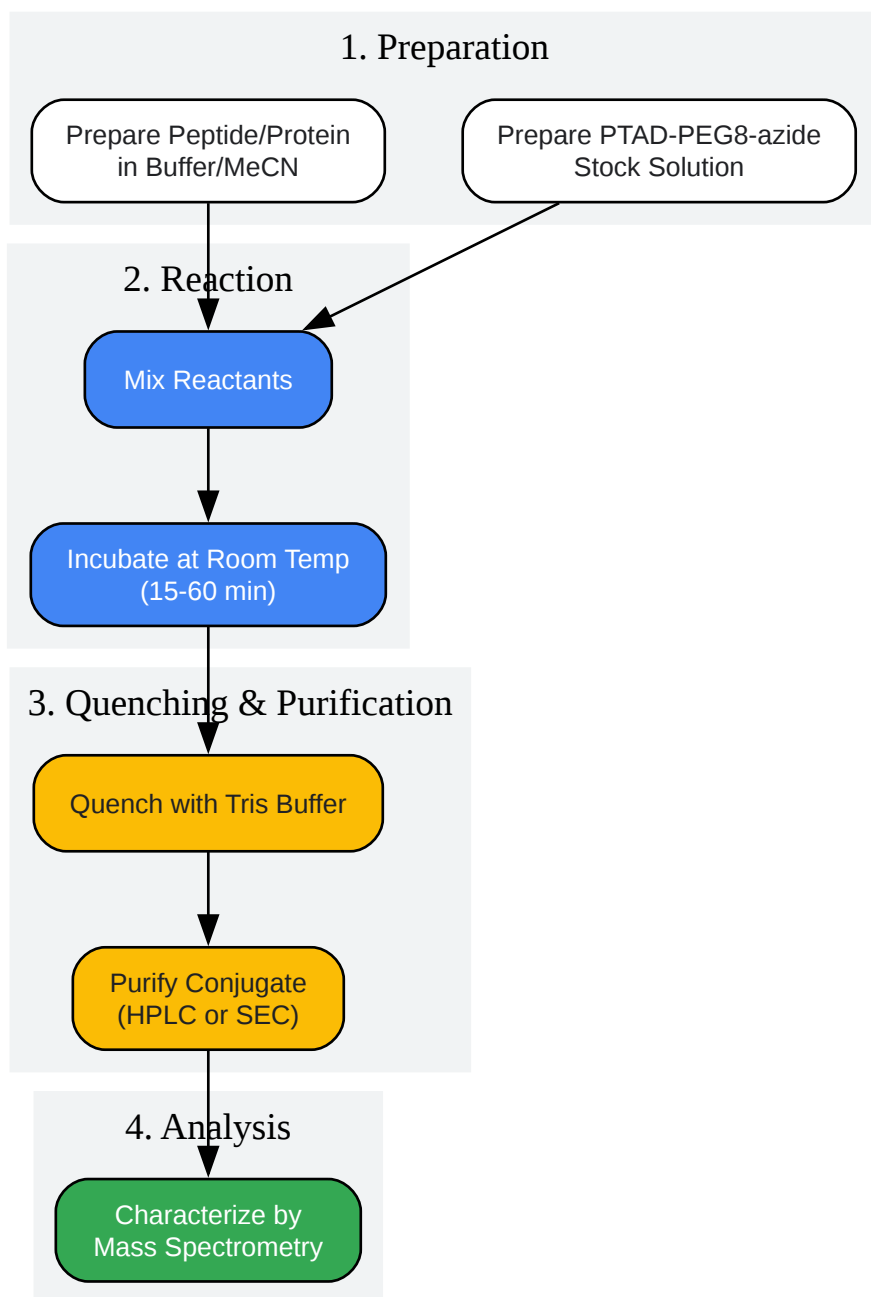 1. Preparation
Prepare Peptide/Protein
in Buffer/MeCN
Prepare PTAD-PEG8-azide
Stock Solution
2. Reaction
Mix Reactants
Incubate at Room Temp
(15-60 min)
3. Quenching & Purification
Quench with Tris Buffer
Purify Conjugate
(HPLC or SEC)
4. Analysis
Characterize by
Mass Spectrometry